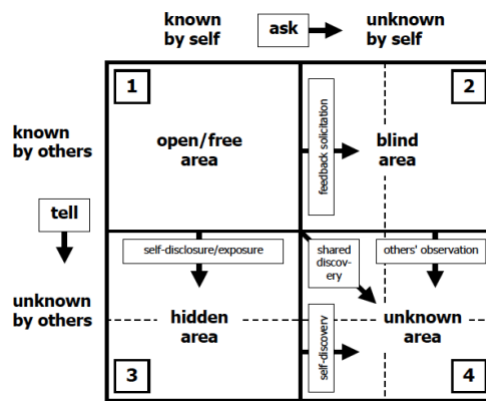 known
by self
ask
unknown
by self
1
2
known
by others
open/free
area
feedback solicitation
blind
area
tell
self-disclosure/exposure
shared
discov-
ery
others' observation
unknown
by others
hidden
area
self-discovery
unknown
area
3
4